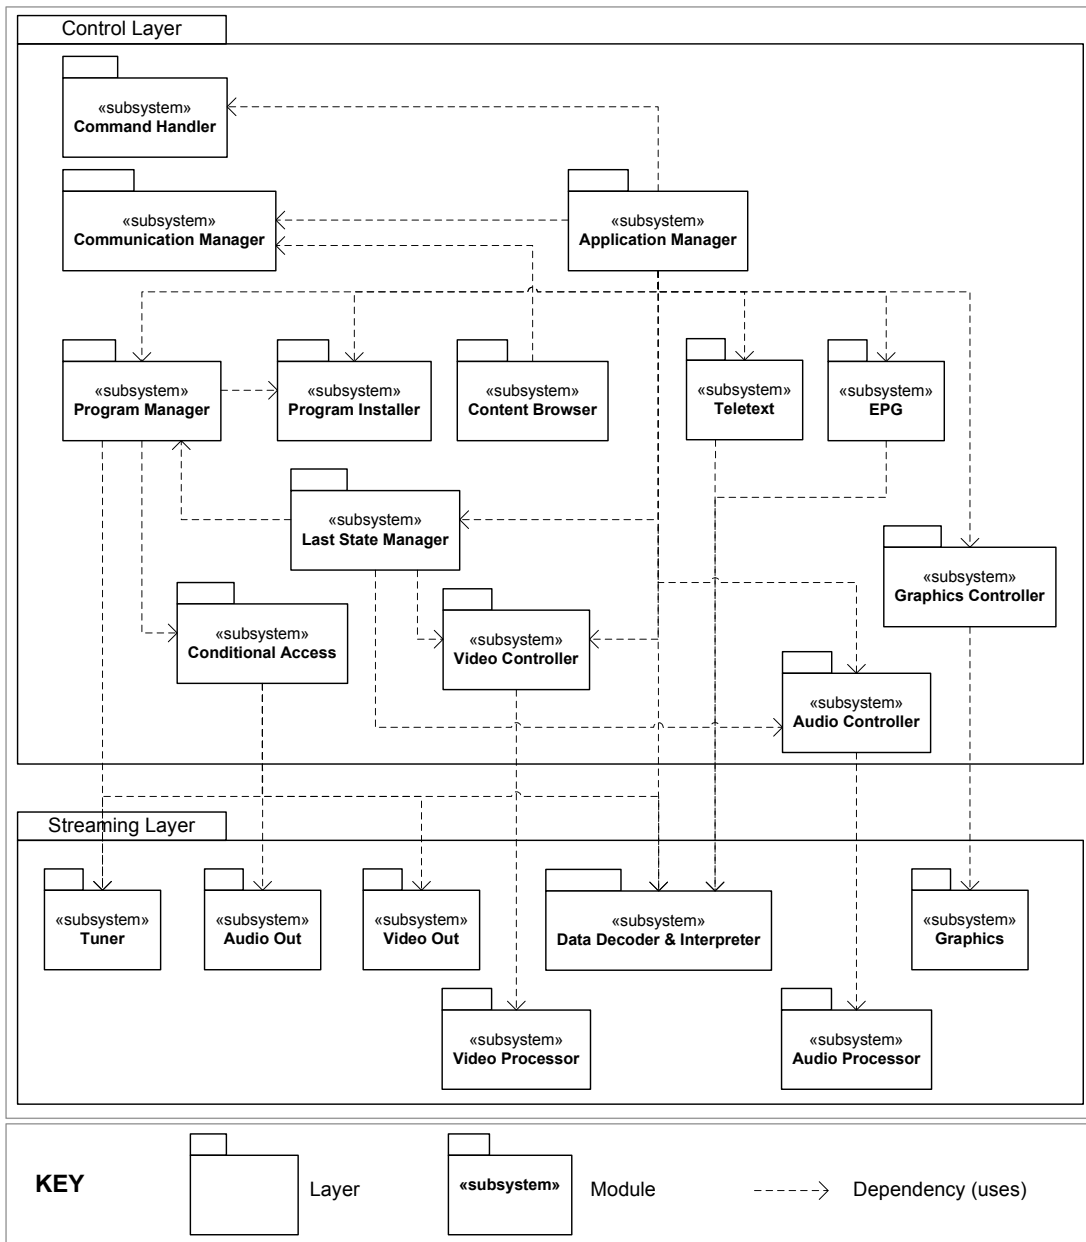 Control Layer
«subsystem»
Command Handler
«subsystem»
Communication Manager
«subsystem»
Application Manager
«subsystem»
Program Manager
«subsystem»
Program Installer
«subsystem»
Content Browser
«subsystem»
Teletext
«subsystem»
EPG
«subsystem»
Last State Manager
«subsystem»
Graphics Controller
«subsystem»
Conditional Access
«subsystem»
Video Controller
«subsystem»
Audio Controller
Streaming Layer
«subsystem»
Tuner
«subsystem»
Audio Out
«subsystem»
Video Out
«subsystem»
Data Decoder & Interpreter
«subsystem»
Graphics
«subsystem»
Video Processor
«subsystem»
Audio Processor
KEY
Layer
«subsystem»
Module
Dependency (uses)